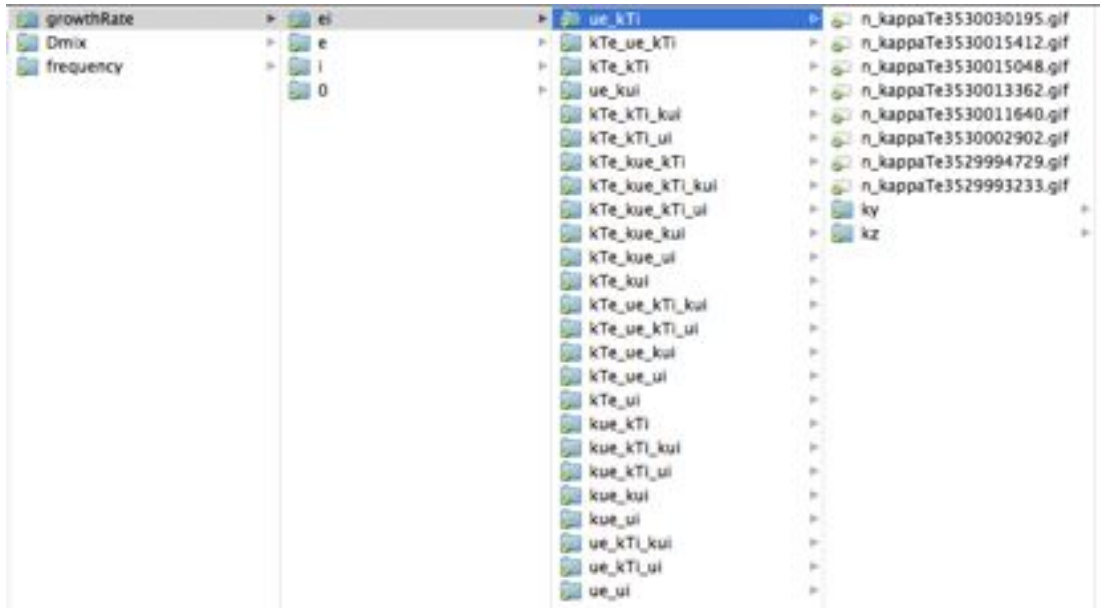 growthRate
Dmix
frequency
ei
e
i
0
ue_kTi
kTe_ue_kTi
kTe_kTi
ue_kui
kTe_kTi_kui
kTe_kTi_ui
kTe_kue_kTi
kTe_kue_kTi_kui
kTe_kue_kTi_ui
kTe_kue_kui
kTe_kue_ui
kTe_kui
kTe_ue_kTi_kui
kTe_ue_kTi_ui
kTe_ue_kui
kTe_ue_ui
kTe_ui
kue_kTi
kue_kTi_kui
kue_kTi_ui
kue_kui
kue_ui
ue_kTi_kui
ue_kTi_ui
ue_ui
n_kappaTe3530030195.gif
n_kappaTe3530015412.gif
n_kappaTe3530015048.gif
n_kappaTe3530013362.gif
n_kappaTe3530011640.gif
n_kappaTe3530002902.gif
n_kappaTe3529994729.gif
n_kappaTe3529993233.gif
ky
kz